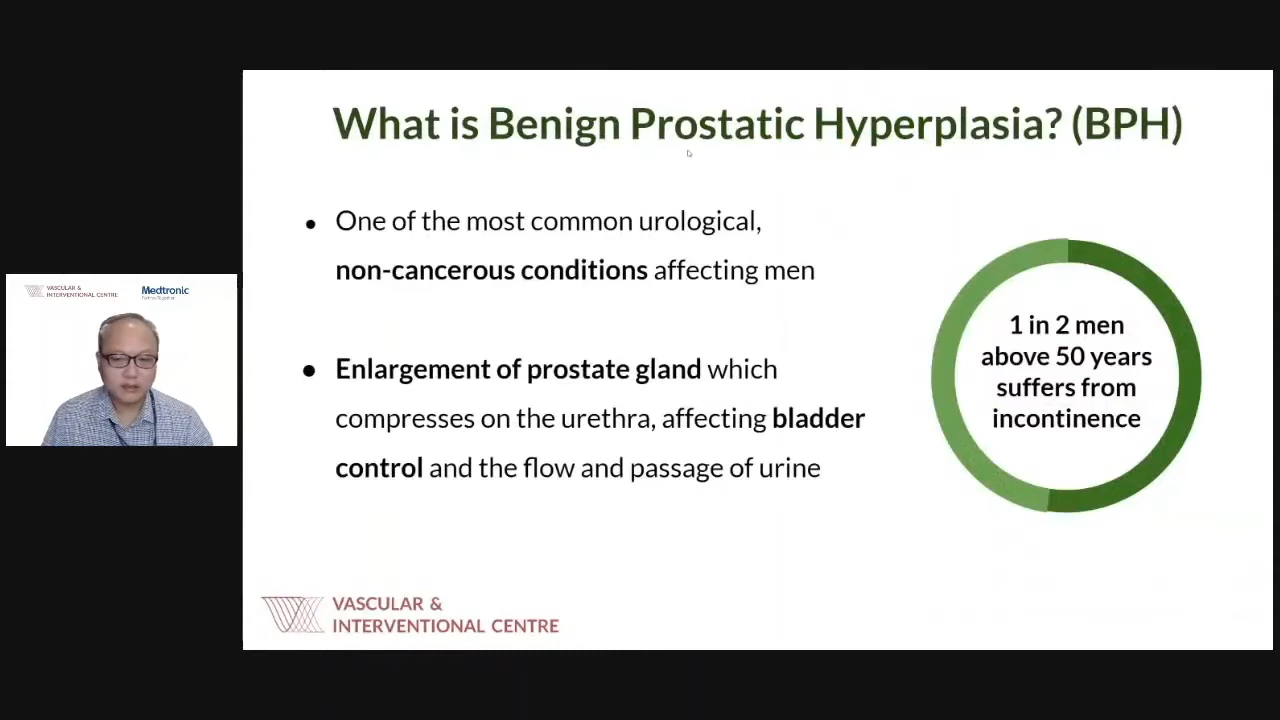 What is Benign Prostatic Hyperplasia? (BPH)
• One of the most common urological,
non-cancerous conditions affecting men
• Enlargement of prostate gland which
compresses on the urethra, affecting bladder
control and the flow and passage of urine
1 in 2 men
above 50 years
suffers from
incontinence
VASCULAR &
INTERVENTIONAL CENTRE
VASCULAR &
INTERVENTIONAL CENTRE
Medtronic